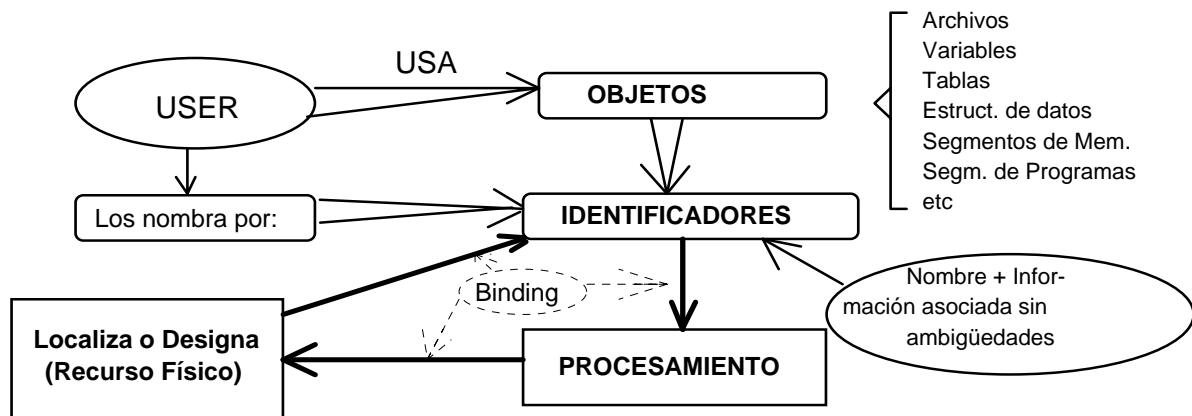 USER
USA
OBJETOS
Archivos
Variables
Tablas
Estruct. de datos
Segmentos de Mem.
Segm. de Programas
etc
Los nombra por:
IDENTIFICADORES
Binding
Nombre + Infor-
mación asociada sin
ambigüedades
Localiza o Designa
(Recurso Físico)
PROCESAMIENTO